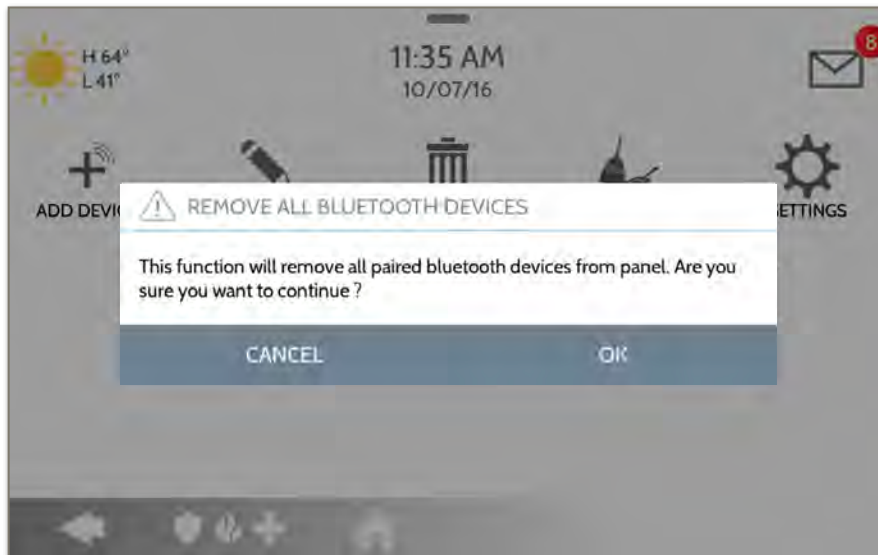 H 64°
L 41°
11:35 AM
10/07/16
8
ADD DEVI
ETTINGS
REMOVE ALL BLUETOOTH DEVICES
This function will remove all paired bluetooth devices from panel. Are you
sure you want to continue ?
CANCEL
OK